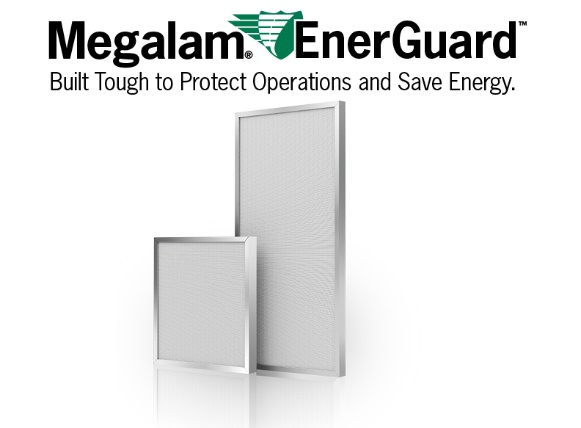 Megalam® EnerGuard™
Built Tough to Protect Operations and Save Energy.